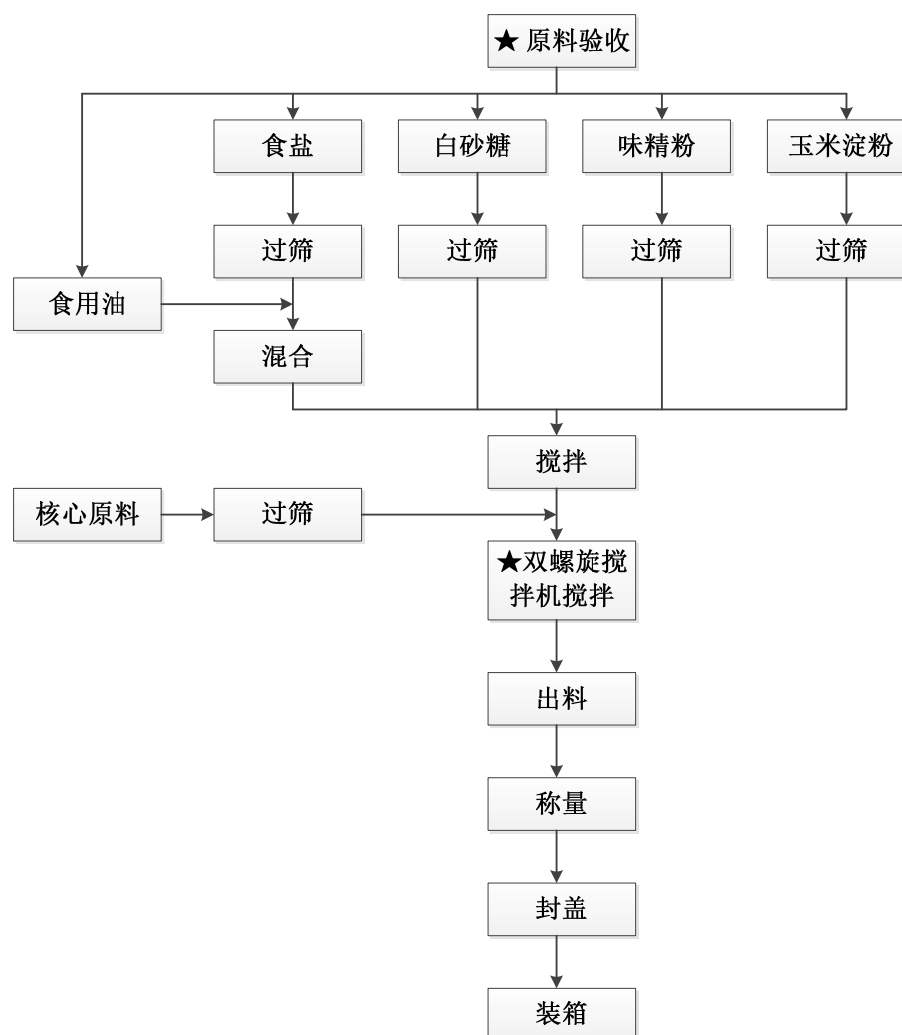 ★ 原料验收
食盐
白砂糖
味精粉
玉米淀粉
过筛
过筛
过筛
过筛
食用油
混合
搅拌
核心原料
过筛
★双螺旋搅
拌机搅拌
出料
称量
封盖
装箱